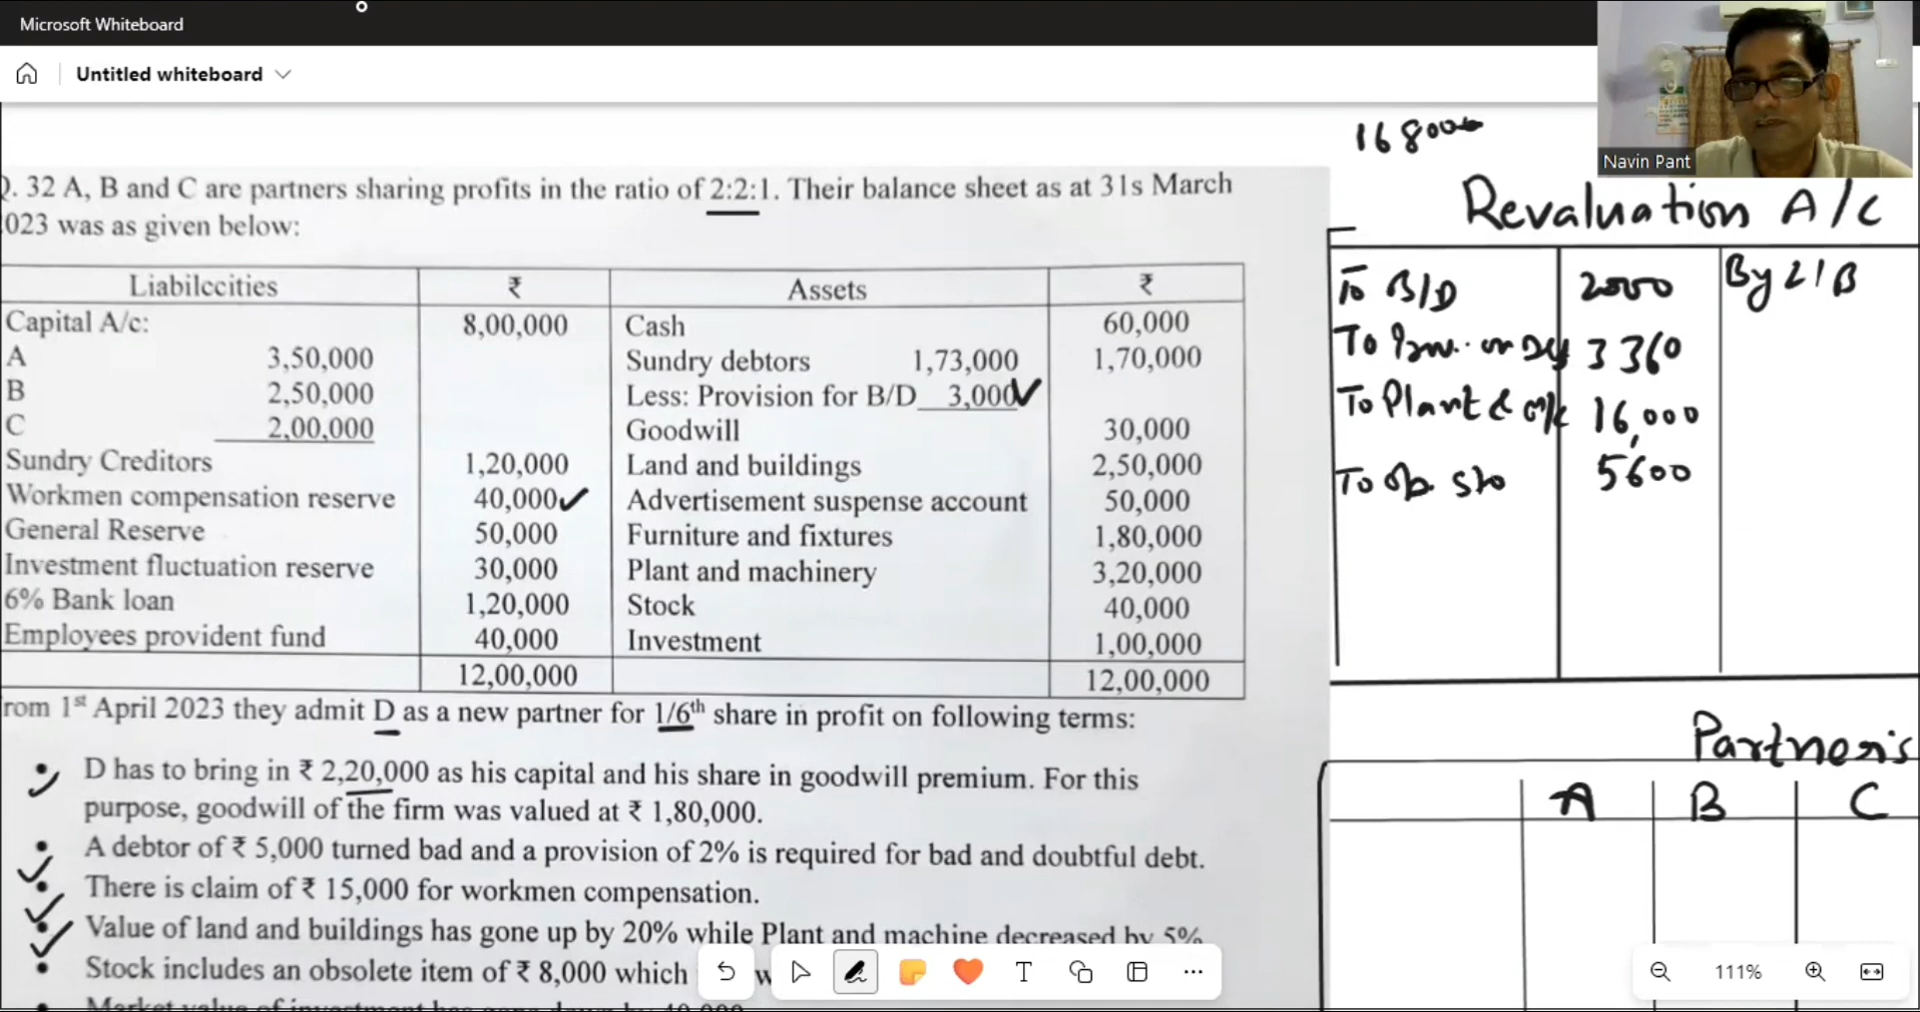 Microsoft Whiteboard
Untitled whiteboard
Navin Pant
. 32 A, B and C are partners sharing profits in the ratio of 2:2:1. Their balance sheet as at 31s March
023 was as given below:
Liabilccities ₹ Assets ₹
Capital A/c: 8,00,000 Cash 60,000
A 3,50,000 Sundry debtors 1,73,000 1,70,000
B 2,50,000 Less: Provision for B/D 3,000
C 2,00,000 Goodwill 30,000
Sundry Creditors 1,20,000 Land and buildings 2,50,000
Workmen compensation reserve 40,000 Advertisement suspense account 50,000
General Reserve 50,000 Furniture and fixtures 1,80,000
Investment fluctuation reserve 30,000 Plant and machinery 3,20,000
6% Bank loan 1,20,000 Stock 40,000
Employees provident fund 40,000 Investment 1,00,000
12,00,000 12,00,000
rom 1st April 2023 they admit D as a new partner for 1/6th share in profit on following terms:
• D has to bring in ₹ 2,20,000 as his capital and his share in goodwill premium. For this
purpose, goodwill of the firm was valued at ₹ 1,80,000.
• A debtor of ₹ 5,000 turned bad and a provision of 2% is required for bad and doubtful debt.
• There is claim of ₹ 15,000 for workmen compensation.
• Value of land and buildings has gone up by 20% while Plant and machine decreased by 5%
• Stock includes an obsolete item of ₹ 8,000 which
• Market value of investment has gone down by
168000
Revaluation A/c
To B/D 2000 By L/B
To 3360
To Plant & 16,000
To 5600
Partner's
A B C
111%